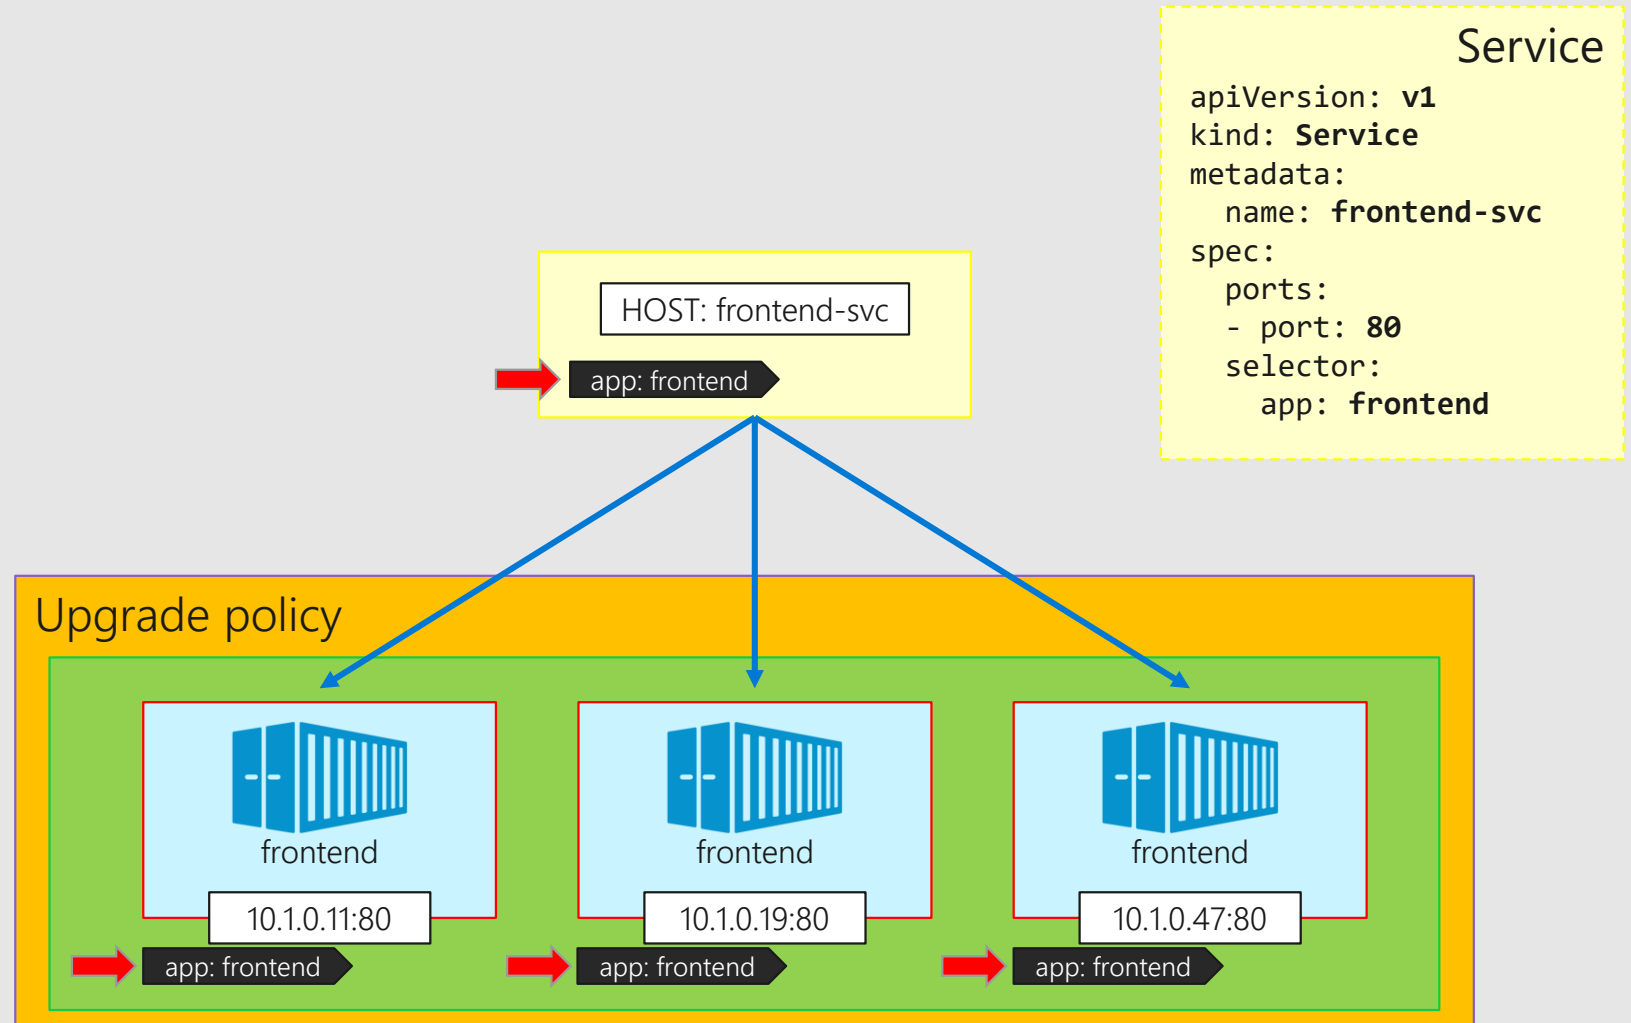 Service
apiVersion: v1
kind: Service
metadata:
  name: frontend-svc
spec:
  ports:
  - port: 80
  selector:
    app: frontend
HOST: frontend-svc
app: frontend
Upgrade policy
frontend
10.1.0.11:80
app: frontend
frontend
10.1.0.19:80
app: frontend
frontend
10.1.0.47:80
app: frontend